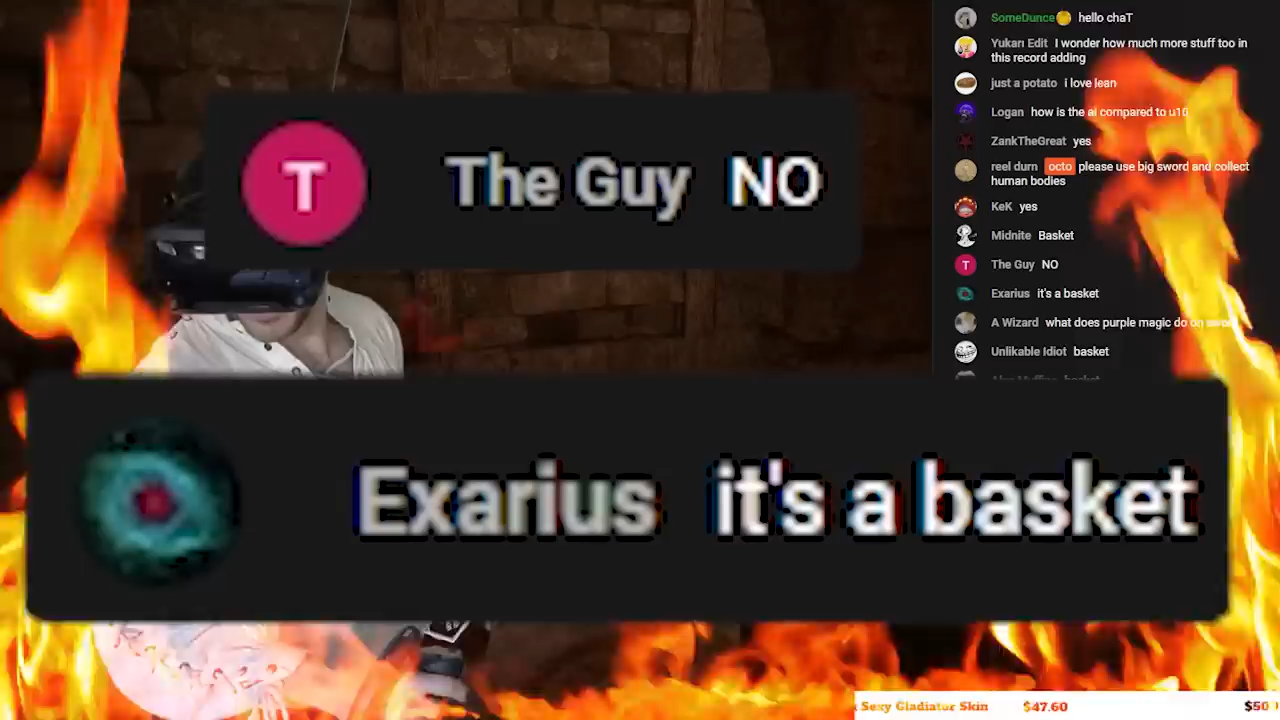 SomeDunce hello chaT
Yukarı Edit I wonder how much more stuff too in
this record adding
just a potato i love lean
Logan how is the ai compared to u10
ZankTheGreat yes
reel durn octo please use big sword and collect
human bodies
KeK yes
Midnite Basket
T The Guy NO
Exarius it's a basket
A Wizard what does purple magic do on
Unlikable Idiot basket
T The Guy NO
Exarius it's a basket
Sexy Gladiator Skin $47.60 $50